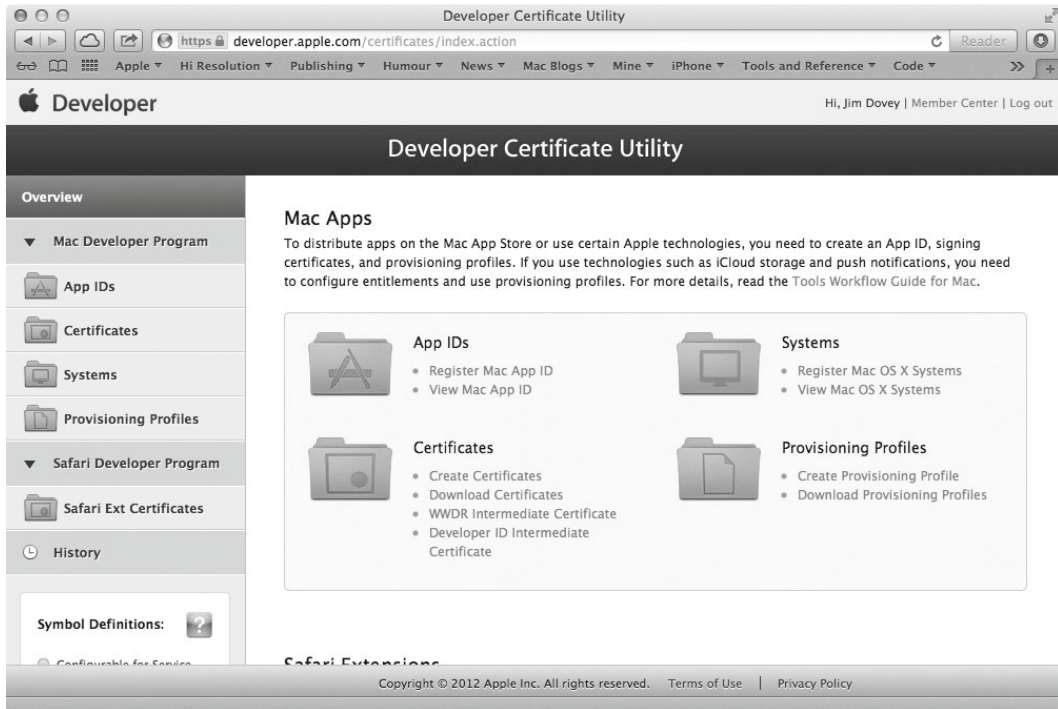 Developer Certificate Utility
https developer.apple.com/certificates/index.action
Reader
Apple Hi Resolution Publishing Humour News Mac Blogs Mine iPhone Tools and Reference Code
Developer
Hi, Jim Dovey | Member Center | Log out
Developer Certificate Utility
Overview
Mac Developer Program
App IDs
Certificates
Systems
Provisioning Profiles
Safari Developer Program
Safari Ext Certificates
History
Symbol Definitions:
?
Configurable for Service
Mac Apps
To distribute apps on the Mac App Store or use certain Apple technologies, you need to create an App ID, signing
certificates, and provisioning profiles. If you use technologies such as iCloud storage and push notifications, you need
to configure entitlements and use provisioning profiles. For more details, read the Tools Workflow Guide for Mac.
App IDs
• Register Mac App ID
• View Mac App ID
Systems
• Register Mac OS X Systems
• View Mac OS X Systems
Certificates
• Create Certificates
• Download Certificates
• WWDR Intermediate Certificate
• Developer ID Intermediate
Certificate
Provisioning Profiles
• Create Provisioning Profile
• Download Provisioning Profiles
Safari Extensions
Copyright © 2012 Apple Inc. All rights reserved. Terms of Use | Privacy Policy